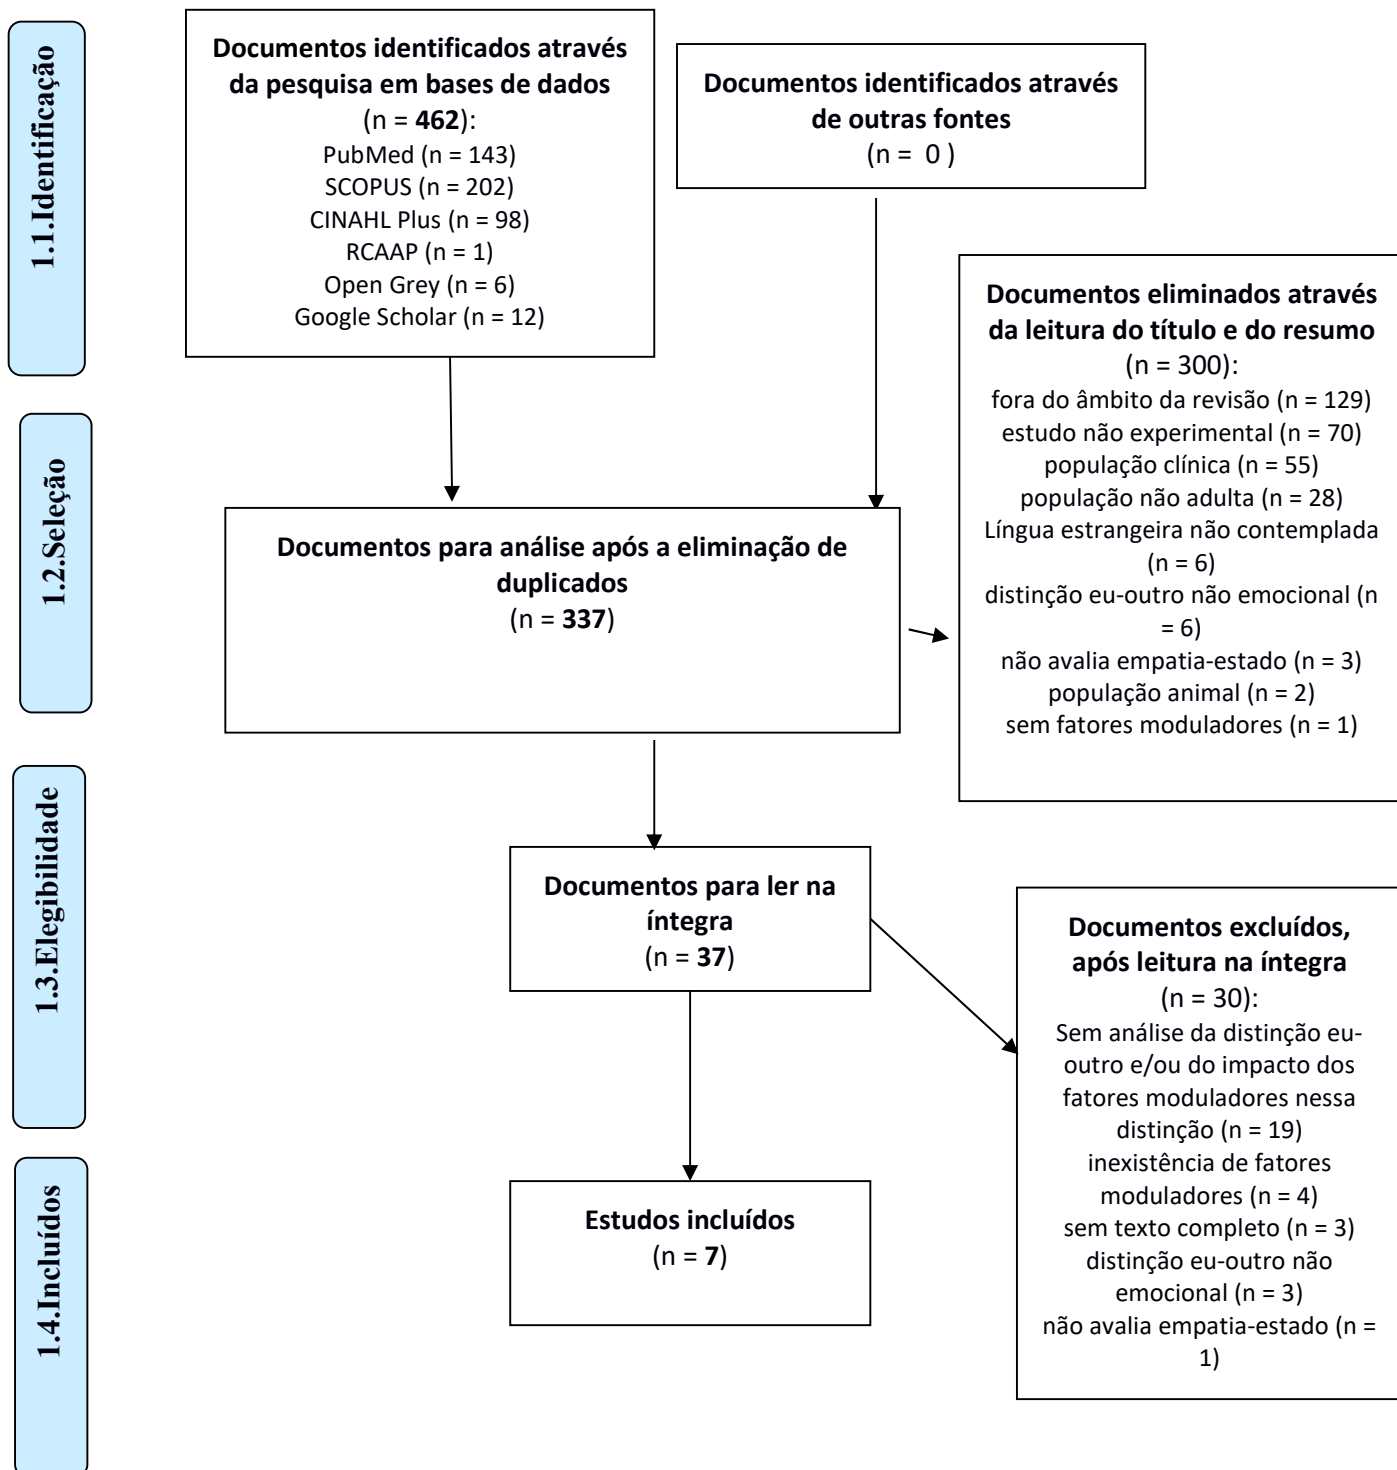 1.1.Identificação
Documentos identificados através
da pesquisa em bases de dados
(n = 462):
PubMed (n = 143)
SCOPUS (n = 202)
CINAHL Plus (n = 98)
RCAAP (n = 1)
Open Grey (n = 6)
Google Scholar (n = 12)
Documentos identificados através
de outras fontes
(n = 0 )
Documentos eliminados através
da leitura do título e do resumo
(n = 300):
fora do âmbito da revisão (n = 129)
estudo não experimental (n = 70)
população clínica (n = 55)
população não adulta (n = 28)
Língua estrangeira não contemplada
(n = 6)
distinção eu-outro não emocional (n
= 6)
não avalia empatia-estado (n = 3)
população animal (n = 2)
sem fatores moduladores (n = 1)
1.2.Seleção
Documentos para análise após a eliminação de
duplicados
(n = 337)
1.3.Elegibilidade
Documentos para ler na
íntegra
(n = 37)
Documentos excluídos,
após leitura na íntegra
(n = 30):
Sem análise da distinção eu-
outro e/ou do impacto dos
fatores moduladores nessa
distinção (n = 19)
inexistência de fatores
moduladores (n = 4)
sem texto completo (n = 3)
distinção eu-outro não
emocional (n = 3)
não avalia empatia-estado (n =
1)
1.4.Incluídos
Estudos incluídos
(n = 7)